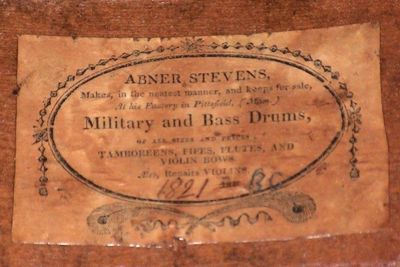 ABNER STEVENS,
Makes, in the neatest manner, and keeps for sale,
At his Factory in Pittsfield, (Mass.)
Military and Bass Drums,
OF ALL SIZES AND PRICES;
TAMBOREENS, FIFES, FLUTES, AND
VIOLIN BOWS.
Also, Repairs VIOLINS.
1821